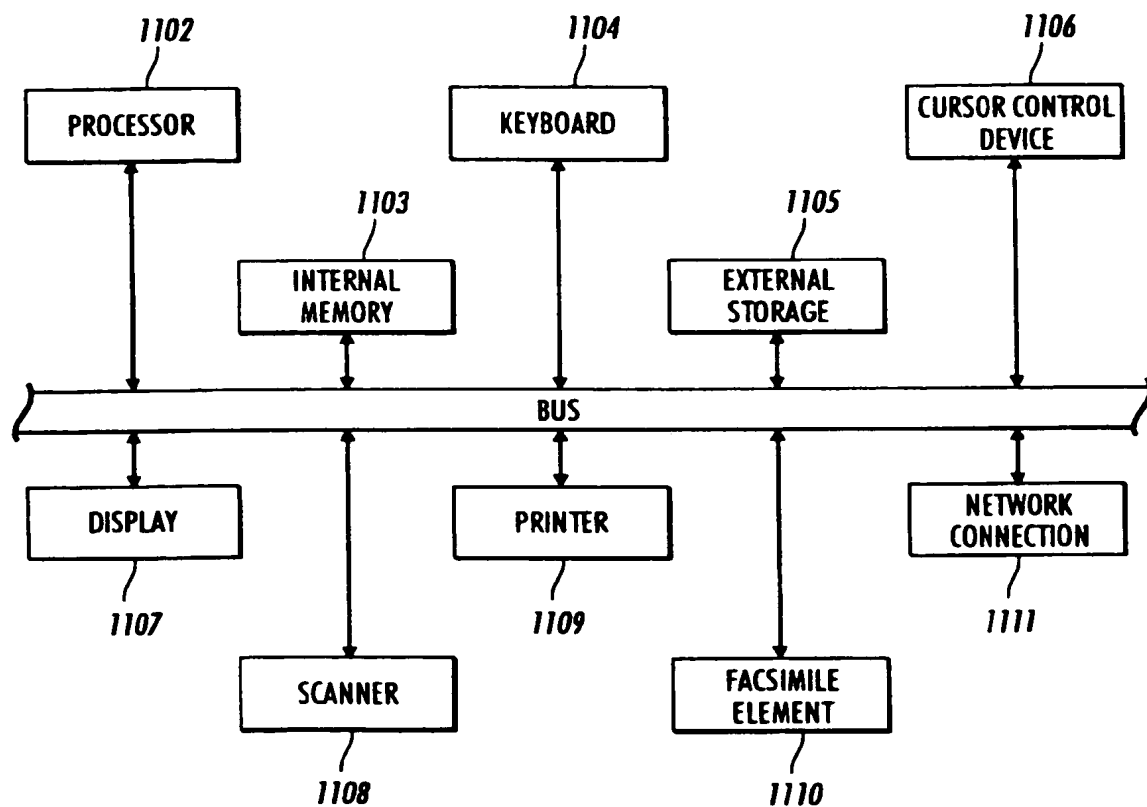 1102
1104
1106
PROCESSOR
KEYBOARD
CURSOR CONTROL
DEVICE
1103
1105
INTERNAL
MEMORY
EXTERNAL
STORAGE
BUS
DISPLAY
PRINTER
NETWORK
CONNECTION
1107
1109
1111
SCANNER
FACSIMILE
ELEMENT
1108
1110